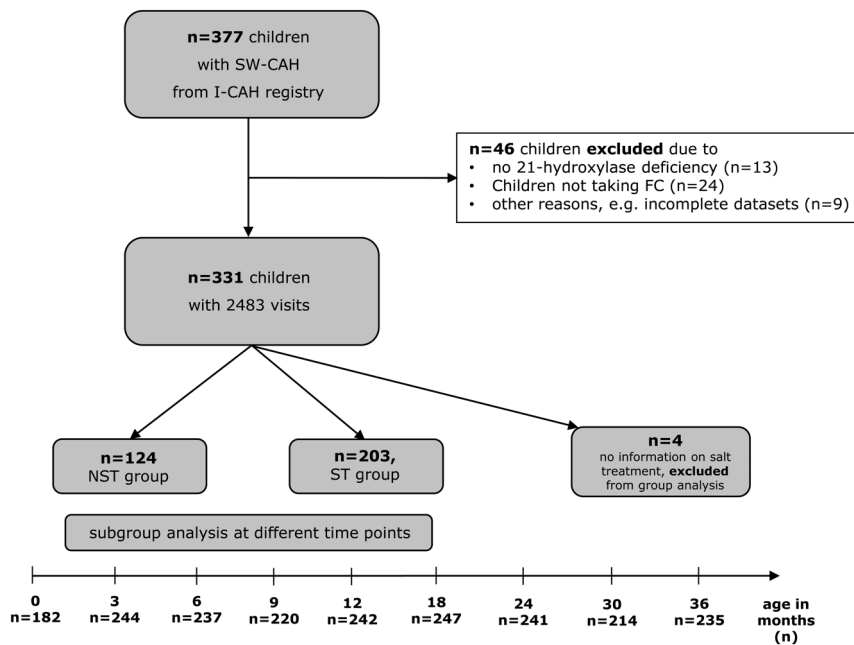 n=377 children
with SW-CAH
from I-CAH registry
n=46 children excluded due to
• no 21-hydroxylase deficiency (n=13)
• Children not taking FC (n=24)
• other reasons, e.g. incomplete datasets (n=9)
n=331 children
with 2483 visits
n=124
NST group
n=203,
ST group
n=4
no information on salt
treatment, excluded
from group analysis
subgroup analysis at different time points
0 3 6 9 12 18 24 30 36 age in
n=182 n=244 n=237 n=220 n=242 n=247 n=241 n=214 n=235 months
(n)